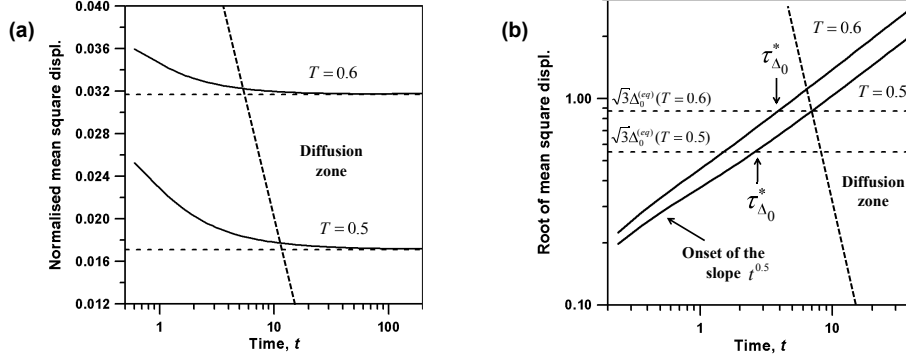 (a)
Normalised mean square displ.
0.040
0.036
0.032
0.028
0.024
0.020
0.016
0.012
T = 0.6
Diffusion
zone
T = 0.5
1
10
100
Time, t
(b)
Root of mean square displ.
1.00
0.10
T = 0.6
τ*Δ₀
T = 0.5
√3Δ₀^(eq)(T = 0.6)
√3Δ₀^(eq)(T = 0.5)
Diffusion
zone
τ*Δ₀
Onset of the
slope t^0.5
1
10
Time, t